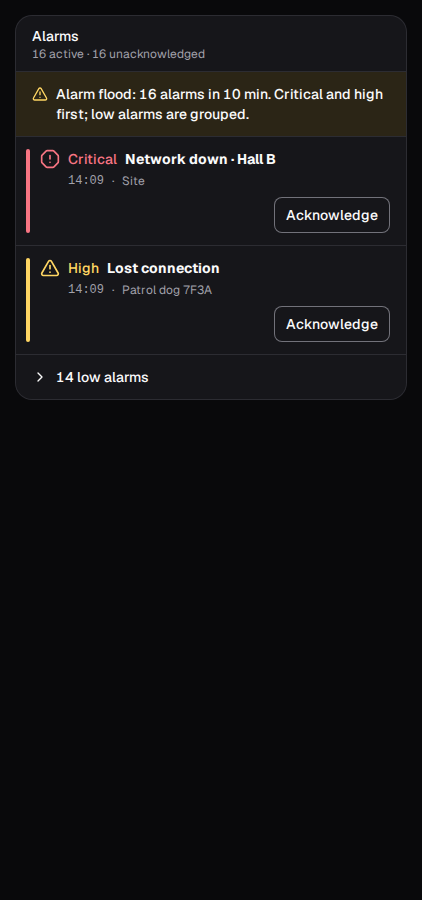 Alarms
16 active · 16 unacknowledged
Alarm flood: 16 alarms in 10 min. Critical and high
first; low alarms are grouped.
Critical Network down · Hall B
14:09 · Site
Acknowledge
High Lost connection
14:09 · Patrol dog 7F3A
Acknowledge
14 low alarms